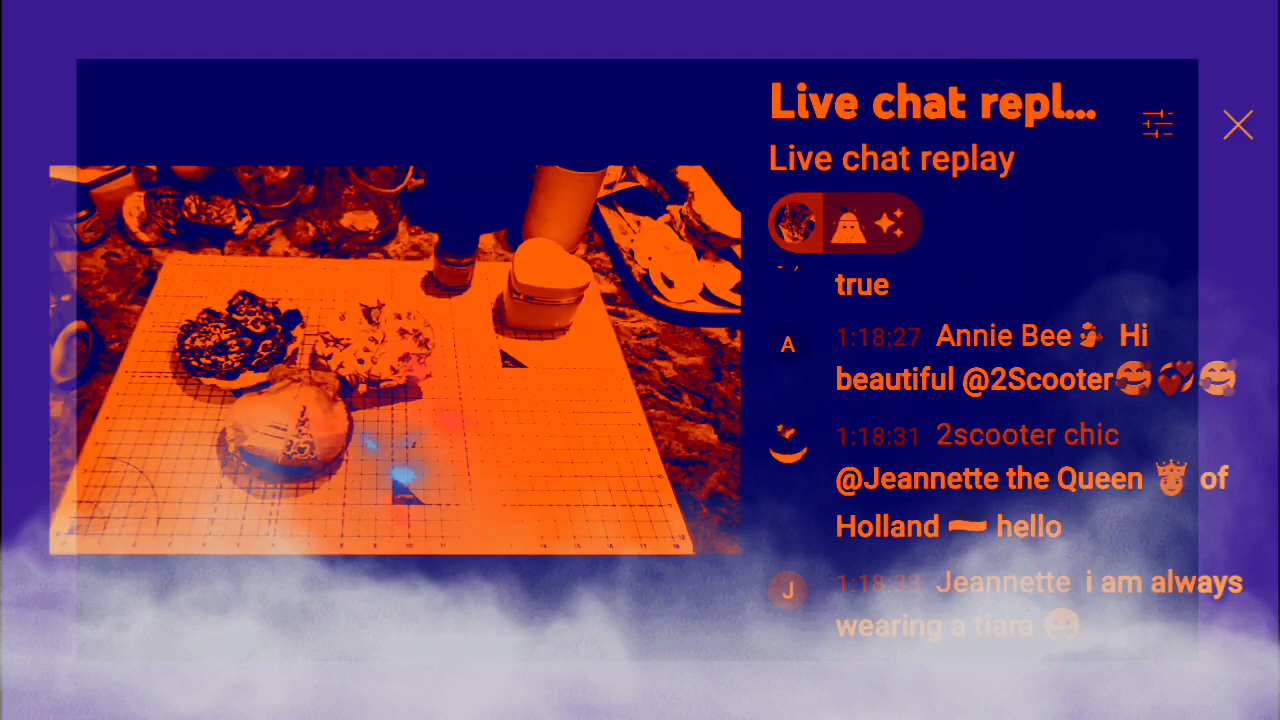 Live chat repl...
Live chat replay
true
A
1:18:27 Annie Bee Hi
beautiful @2Scooter
1:18:31 2scooter chic
@Jeannette the Queen of
Holland hello
J
1:18:33 Jeannette i am always
wearing a tiara